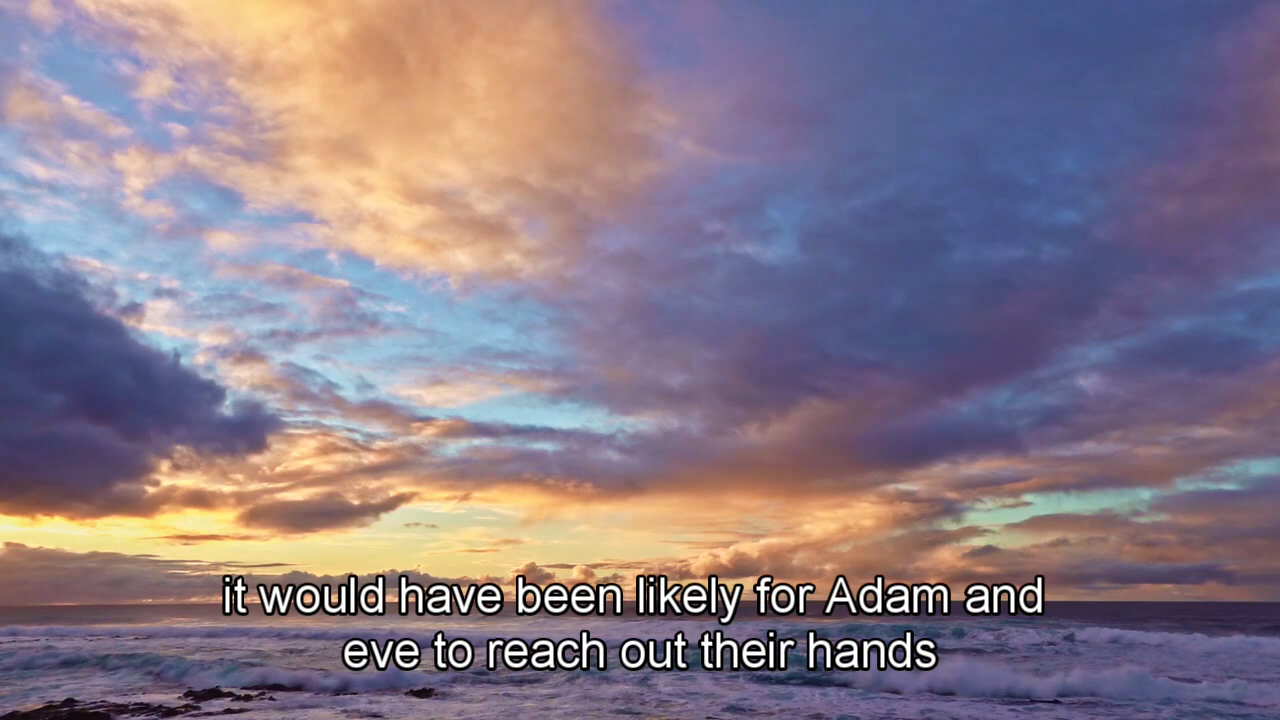 it would have been likely for Adam and
eve to reach out their hands